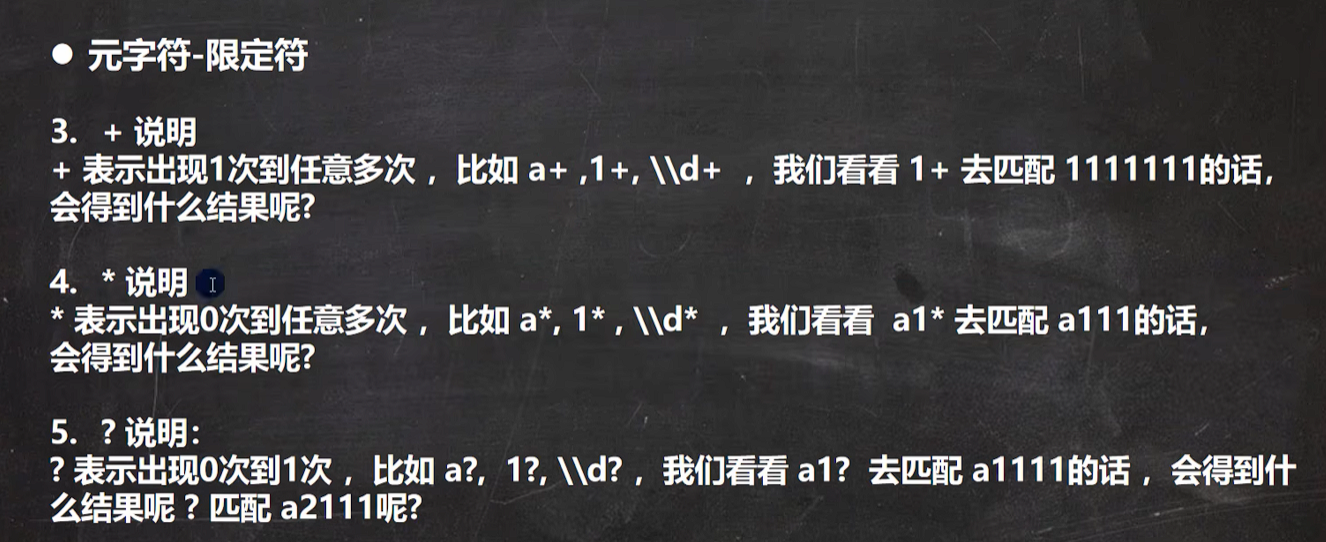 ● 元字符-限定符
3. + 说明
+ 表示出现1次到任意多次 ，比如 a+ ,1+, \\d+ ，我们看看 1+ 去匹配 1111111的话,
会得到什么结果呢?
4. * 说明
* 表示出现0次到任意多次 ，比如 a*, 1* , \\d* ，我们看看 a1* 去匹配 a111的话,
会得到什么结果呢?
5. ? 说明：
? 表示出现0次到1次 ，比如 a?, 1?, \\d? ，我们看看 a1? 去匹配 a1111的话 ，会得到什
么结果呢 ? 匹配 a2111呢?